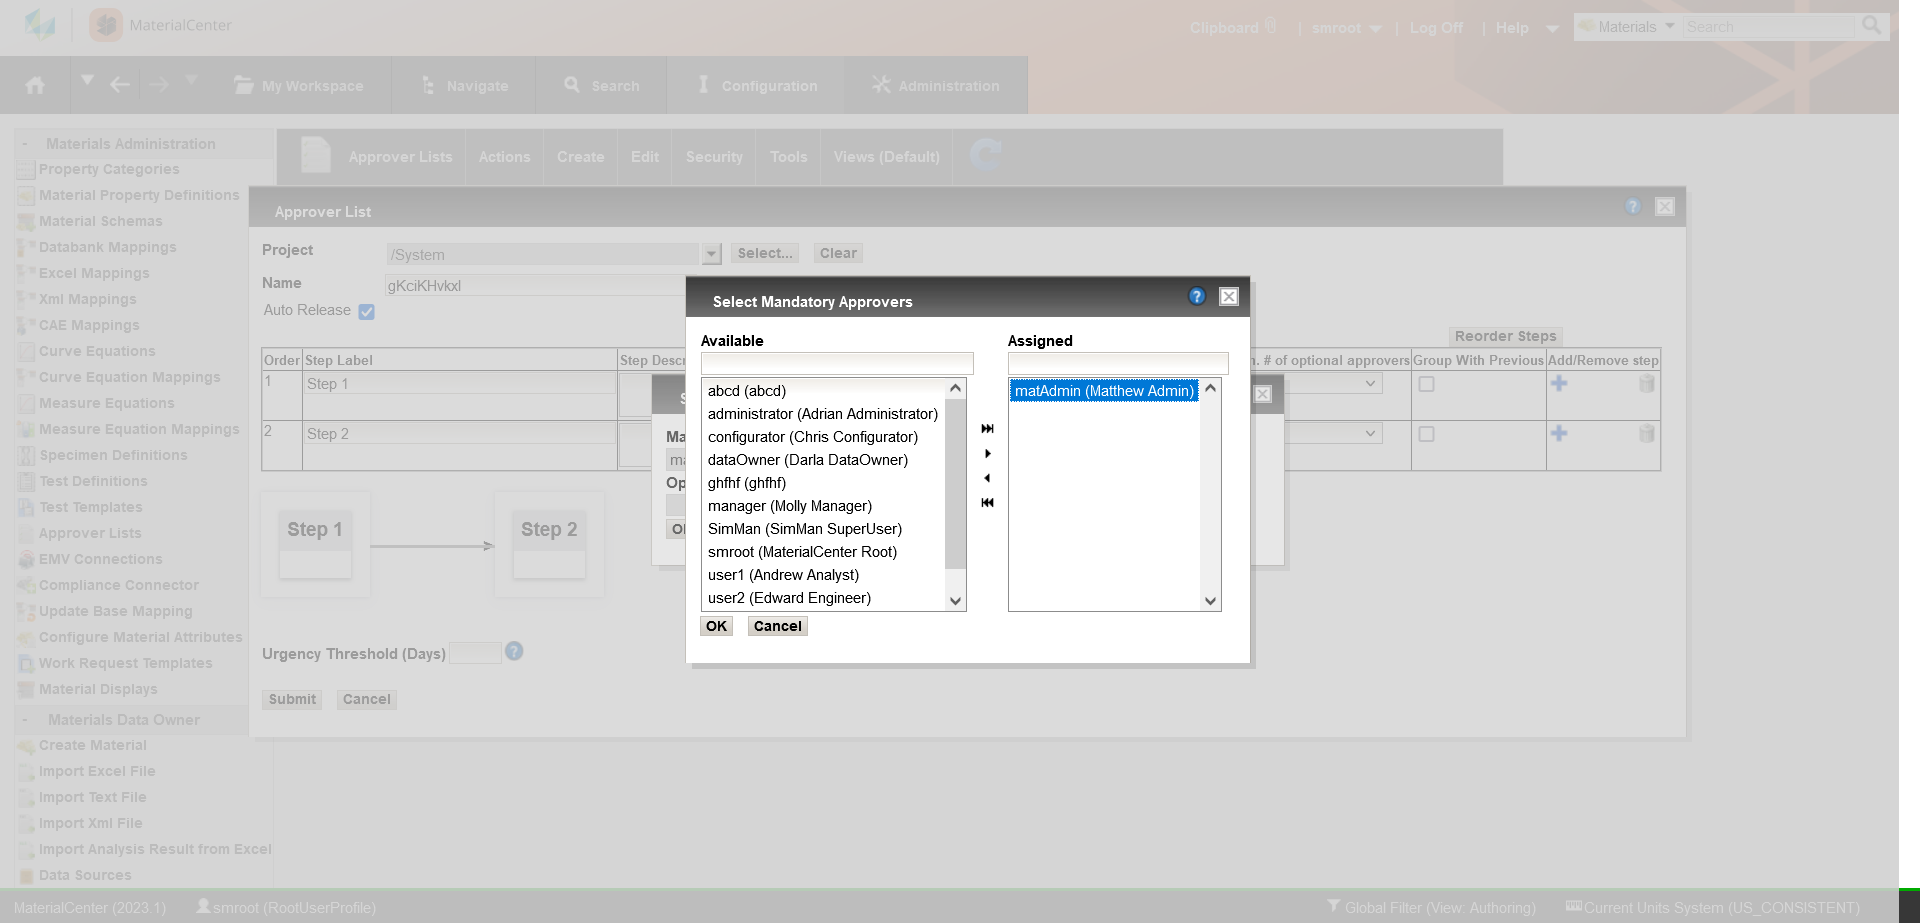 MaterialCenter
Clipboard | smroot | Log Off | Help
Materials Search
My Workspace Navigate Search Configuration Administration
- Materials Administration
Property Categories
Material Property Definitions
Material Schemas
Databank Mappings
Excel Mappings
Xml Mappings
CAE Mappings
Curve Equations
Curve Equation Mappings
Measure Equations
Measure Equation Mappings
Specimen Definitions
Test Definitions
Test Templates
Approver Lists
EMV Connections
Compliance Connector
Update Base Mapping
Configure Material Attributes
Work Request Templates
Material Displays
- Materials Data Owner
Create Material
Import Excel File
Import Text File
Import Xml File
Import Analysis Result from Excel
Data Sources
Approver Lists Actions Create Edit Security Tools Views (Default)
Approver List
Project /System Select... Clear
Name gKciKHvkxl
Auto Release
Reorder Steps
Order Step Label Step Descr # of optional approvers Group With Previous Add/Remove step
1 Step 1
2 Step 2
Step 1 Step 2
Urgency Threshold (Days)
Submit Cancel
S
Ma
ma
Op
Select Mandatory Approvers
Available
abcd (abcd)
administrator (Adrian Administrator)
configurator (Chris Configurator)
dataOwner (Darla DataOwner)
ghfhf (ghfhf)
manager (Molly Manager)
SimMan (SimMan SuperUser)
smroot (MaterialCenter Root)
user1 (Andrew Analyst)
user2 (Edward Engineer)
Assigned
matAdmin (Matthew Admin)
OK Cancel
MaterialCenter (2023.1) smroot (RootUserProfile) Global Filter (View: Authoring) Current Units System (US_CONSISTENT)